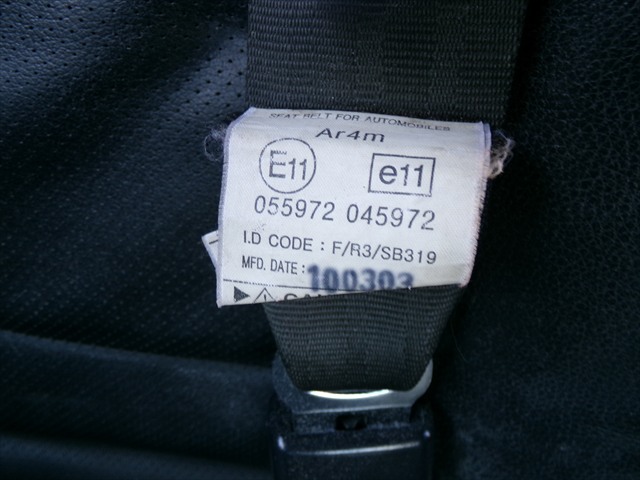 SEAT BELT FOR AUTOMOBILES
Ar4m
E11 e11
055972 045972
I.D CODE : F/R3/SB319
MFD. DATE : 100303